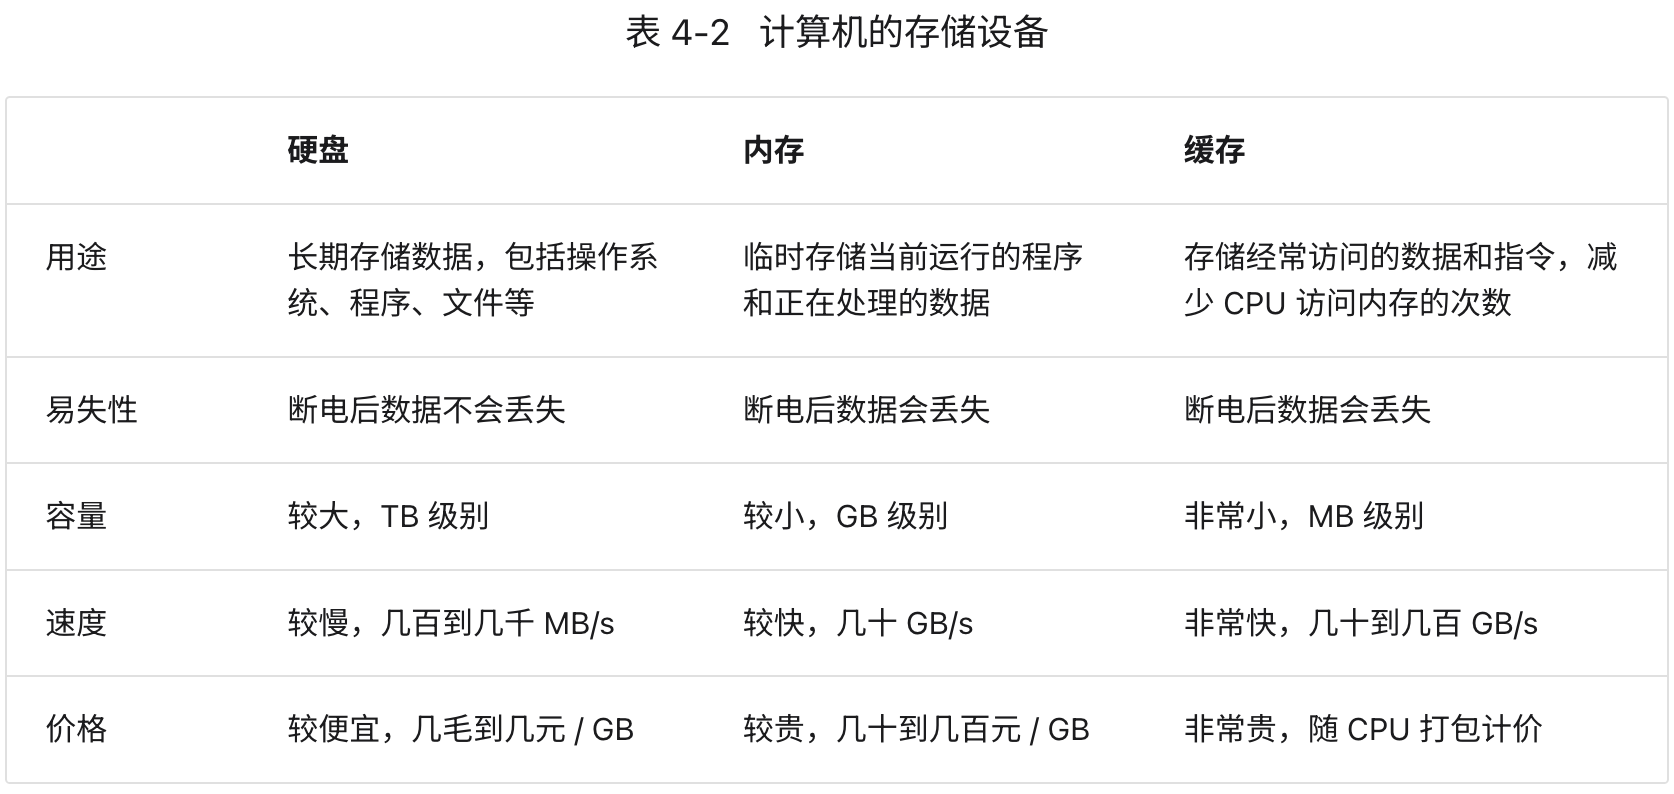 表 4-2 计算机的存储设备
硬盘 内存 缓存
用途 长期存储数据，包括操作系 临时存储当前运行的程序 存储经常访问的数据和指令，减
统、程序、文件等 和正在处理的数据 少 CPU 访问内存的次数
易失性 断电后数据不会丢失 断电后数据会丢失 断电后数据会丢失
容量 较大，TB 级别 较小，GB 级别 非常小，MB 级别
速度 较慢，几百到几千 MB/s 较快，几十 GB/s 非常快，几十到几百 GB/s
价格 较便宜，几毛到几元 / GB 较贵，几十到几百元 / GB 非常贵，随 CPU 打包计价